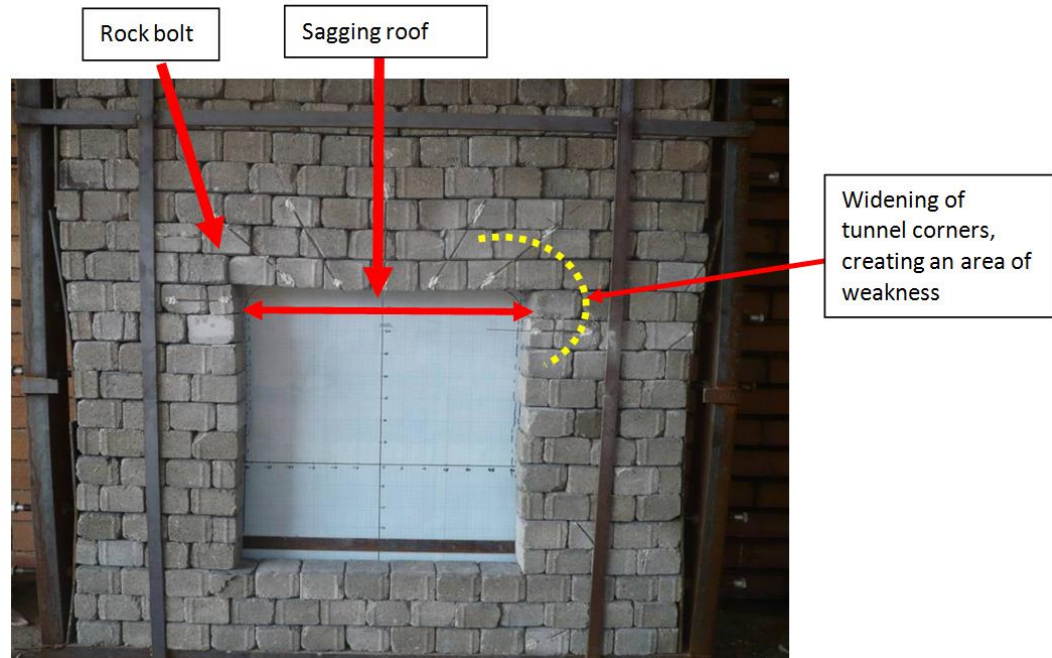 Rock bolt
Sagging roof
Widening of
tunnel corners,
creating an area of
weakness